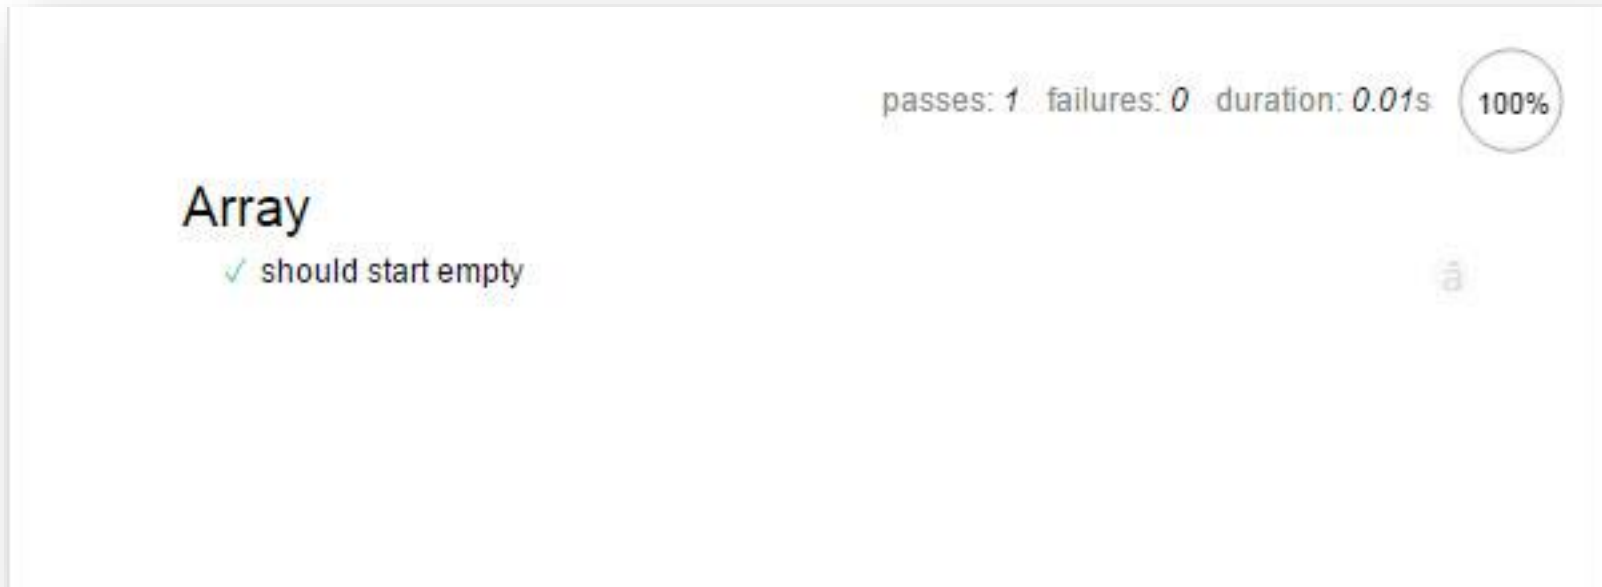 passes: 1 failures: 0 duration: 0.01s 100%
Array
✓ should start empty